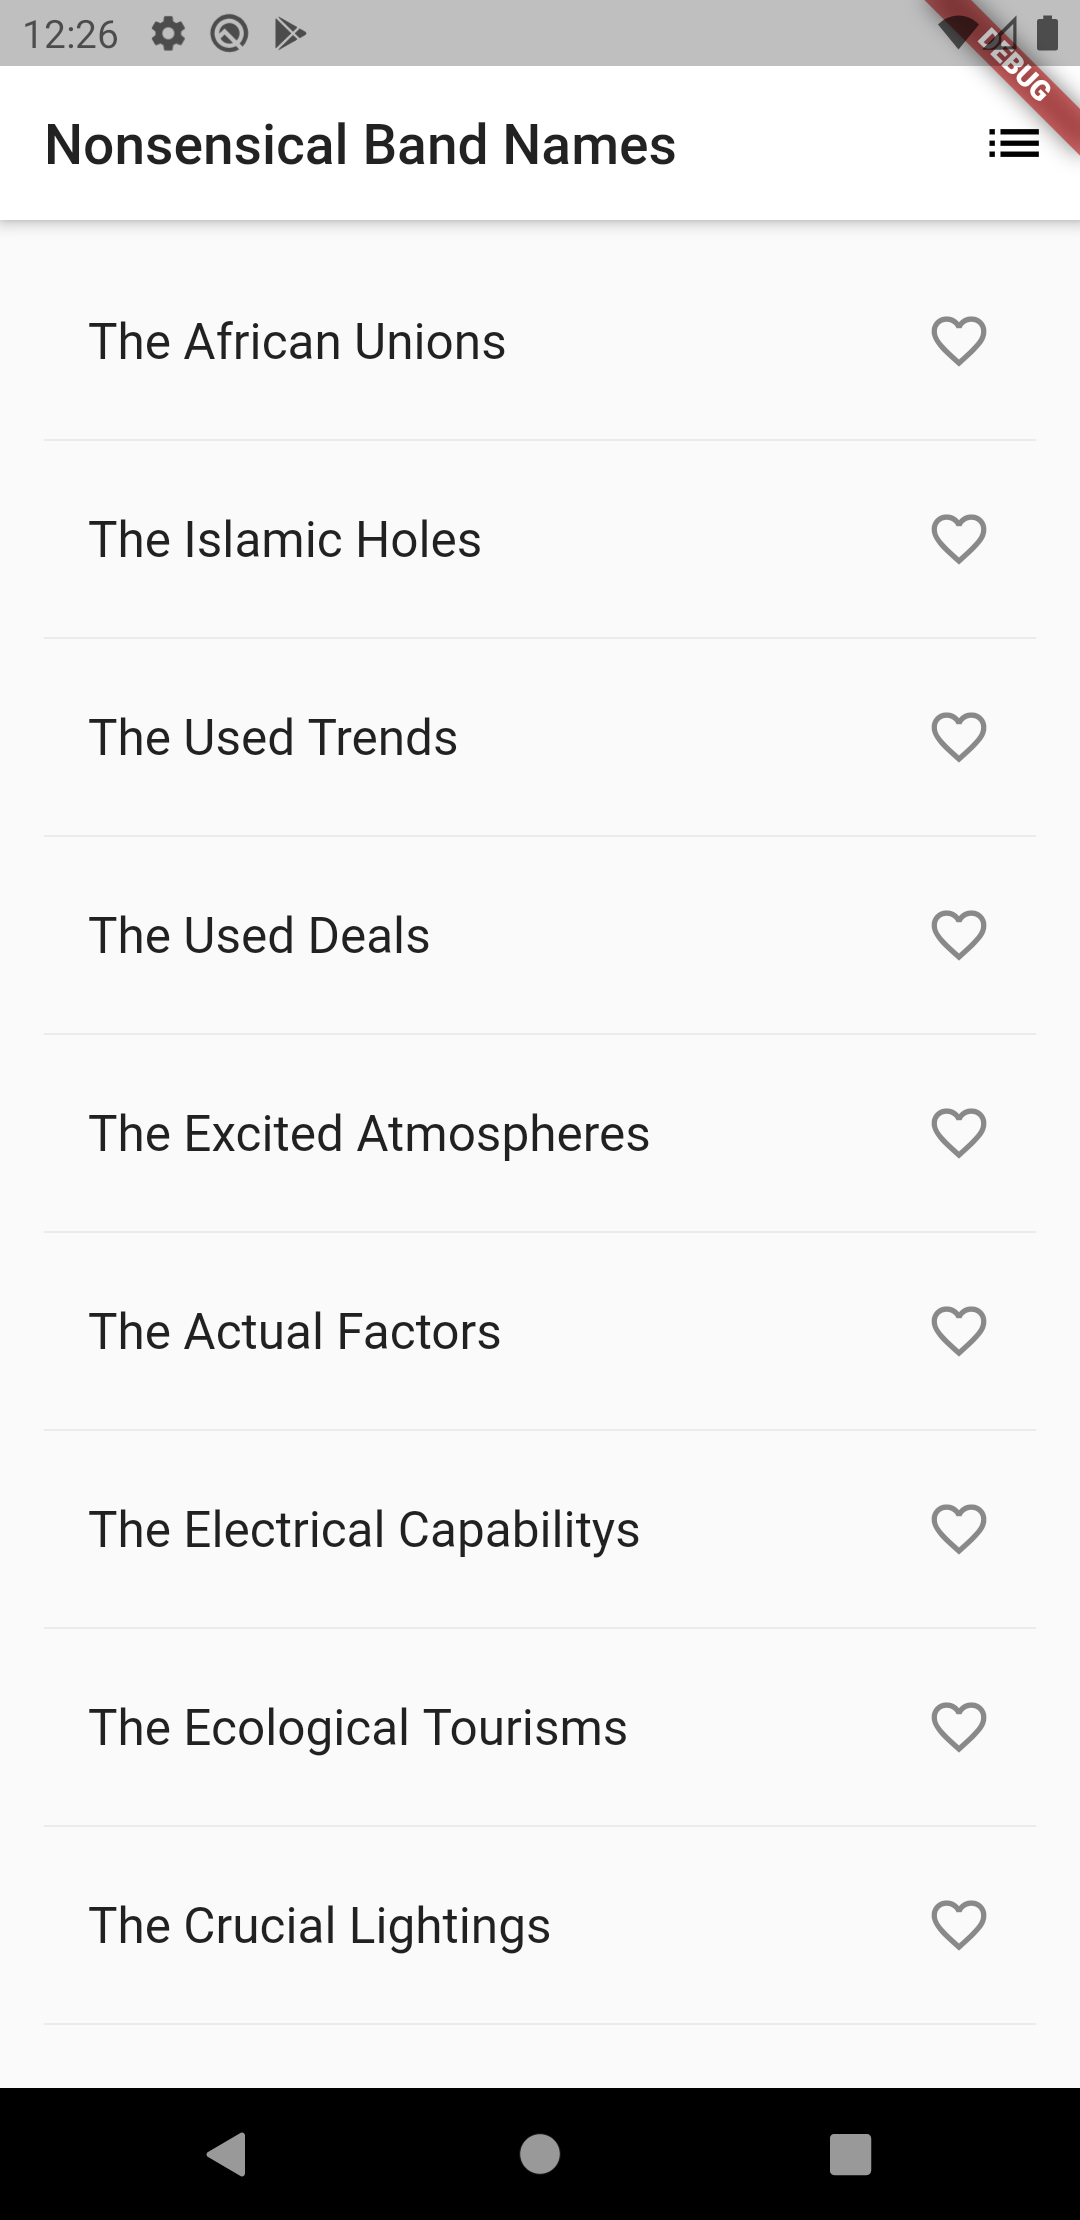 12:26
DEBUG
Nonsensical Band Names
The African Unions
The Islamic Holes
The Used Trends
The Used Deals
The Excited Atmospheres
The Actual Factors
The Electrical Capabilitys
The Ecological Tourisms
The Crucial Lightings